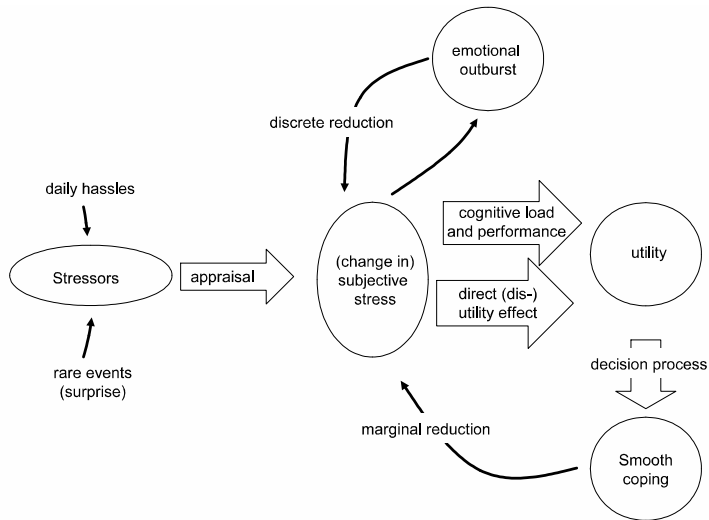 emotional
outburst
discrete reduction
daily hassles
Stressors
appraisal
(change in)
subjective
stress
cognitive load
and performance
direct (dis-)
utility effect
utility
rare events
(surprise)
decision process
marginal reduction
Smooth
coping